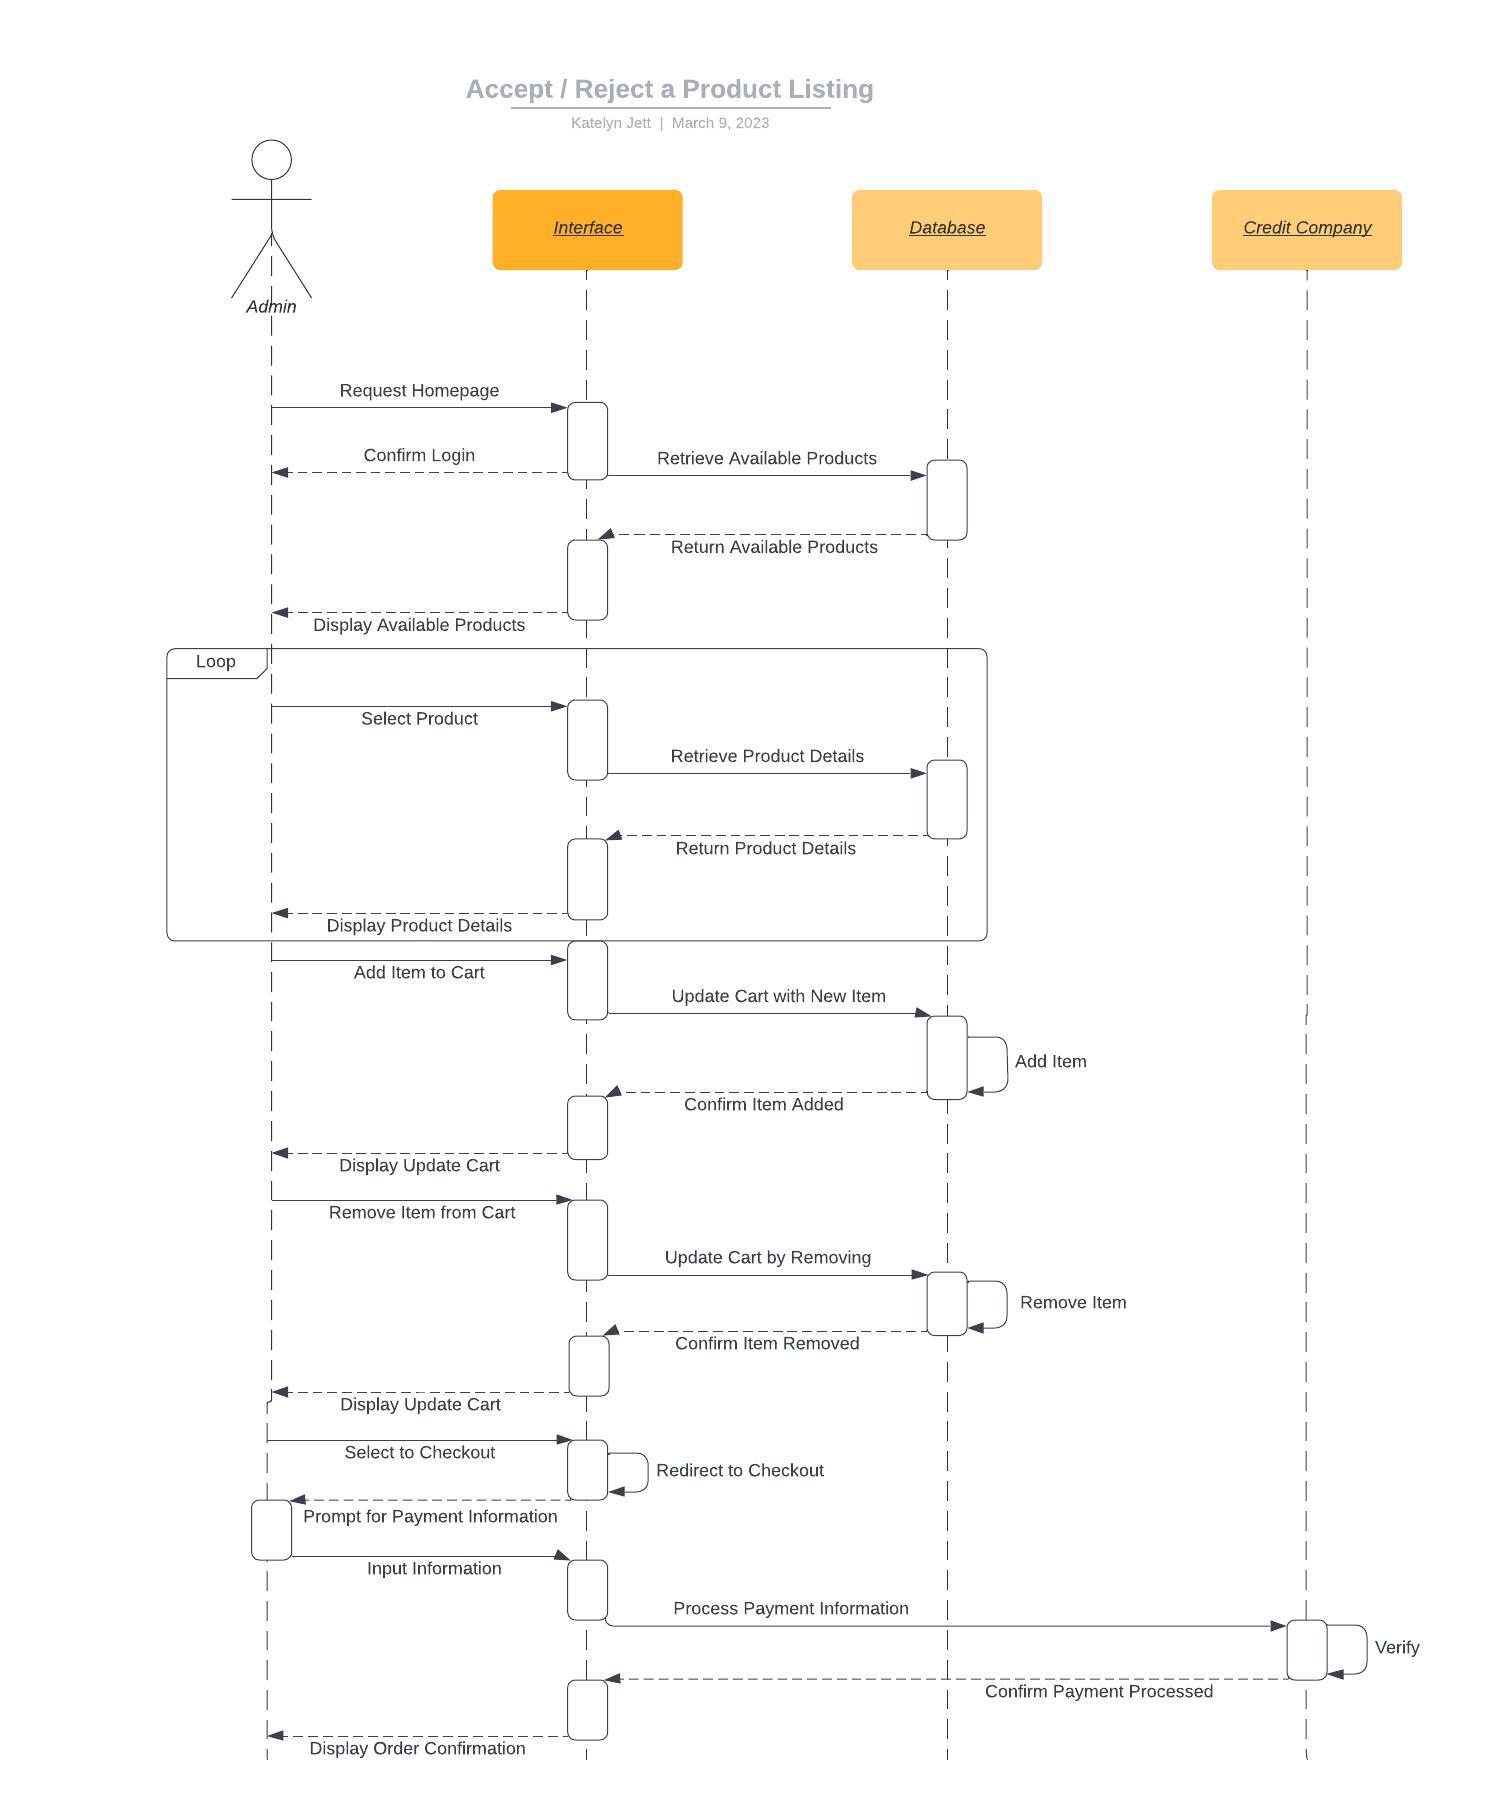 Accept / Reject a Product Listing
Katelyn Jett | March 9, 2023
Interface
Database
Credit Company
Admin
Request Homepage
Confirm Login
Retrieve Available Products
Return Available Products
Display Available Products
Loop
Select Product
Retrieve Product Details
Return Product Details
Display Product Details
Add Item to Cart
Update Cart with New Item
Add Item
Confirm Item Added
Display Update Cart
Remove Item from Cart
Update Cart by Removing
Remove Item
Confirm Item Removed
Display Update Cart
Select to Checkout
Redirect to Checkout
Prompt for Payment Information
Input Information
Process Payment Information
Verify
Confirm Payment Processed
Display Order Confirmation